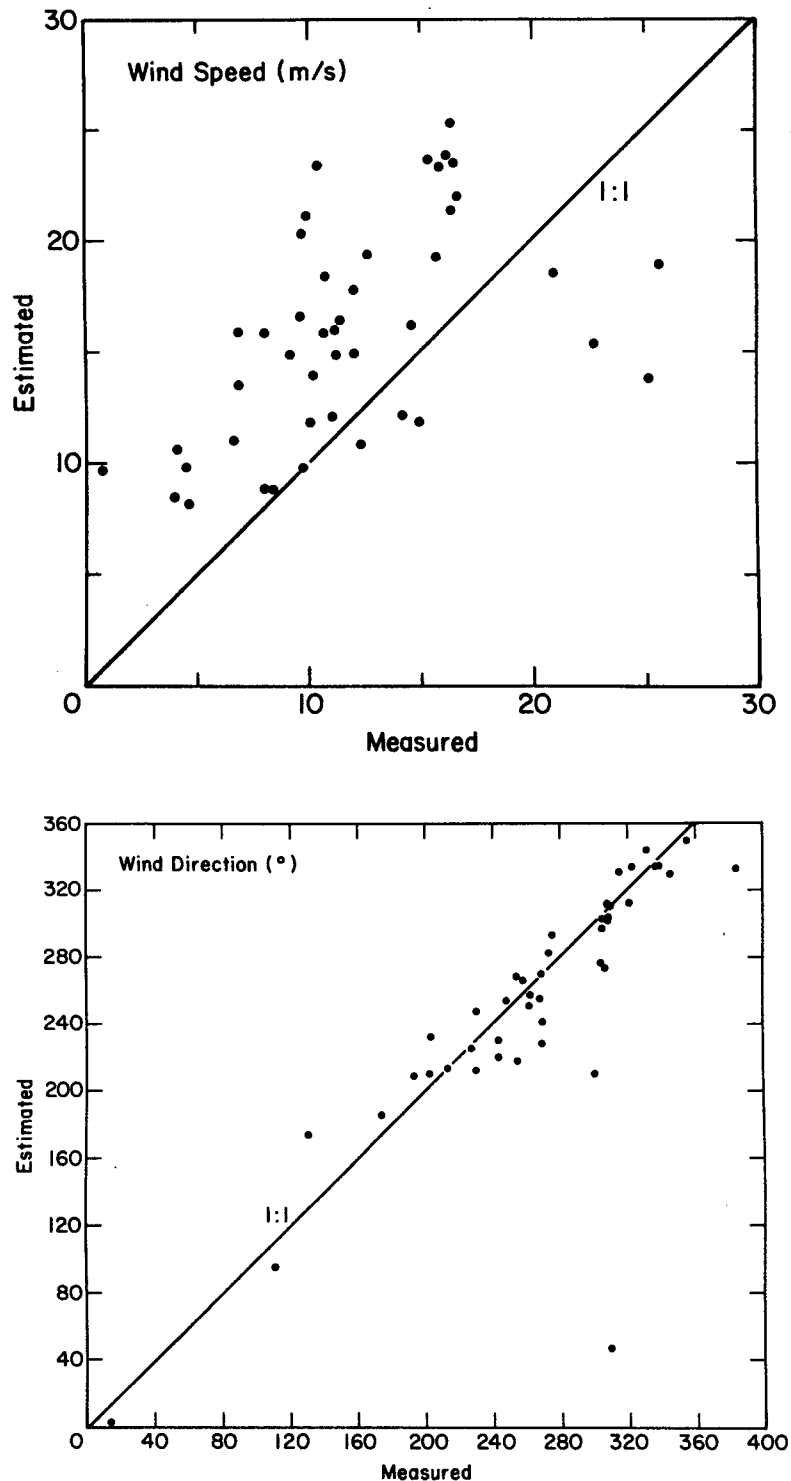 30
Wind Speed (m/s)
1:1
20
Estimated
10
0
10
20
30
Measured
360
Wind Direction (°)
320
280
240
200
Estimated
160
1:1
120
80
40
0 40 80 120 160 200 240 280 320 360 400
Measured